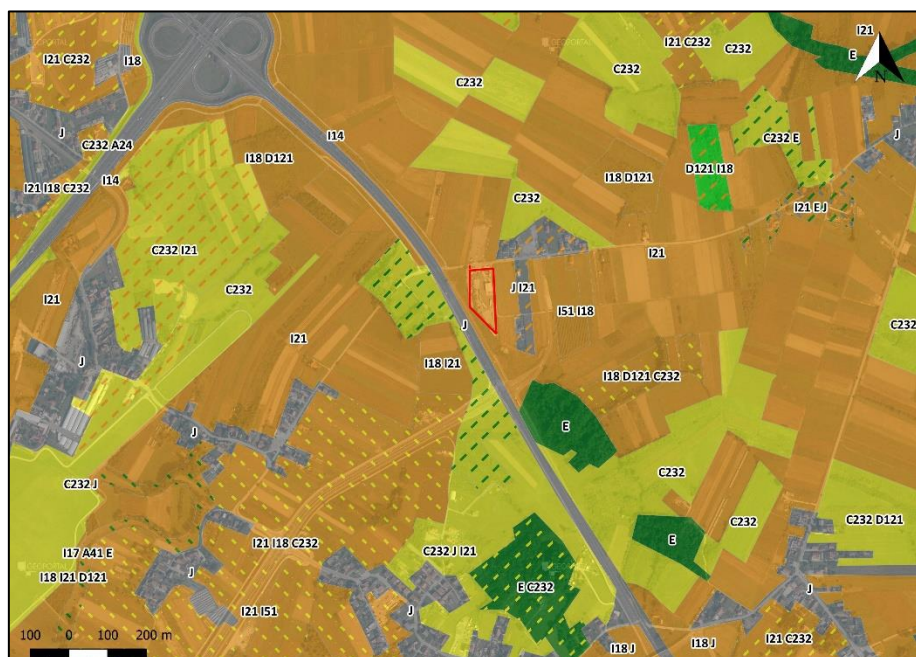 GEOPORTAL
GEOPORTAL
I21 C232
I18
I21 C232
C232
I21
E
N
C232
C232
J
C232 A24
I14
I18 D121
C232 E
J
I14
I21 I18 C232
C232
I18 D121
D121 I18
I21 E J
C232 I21
I21
C232
I21
J I21
C232
I51 I18
J
I21
J
I18 I21
I18 D121 C232
J
E
C232
C232 J
C232
C232 D121
I17 A41 E
I21 I18 C232
C232 J I21
E
I18 I21 D121
J
E C232
J
I21 I51
J
100 0 100 200 m
I18 J
I18 J
I21 C232